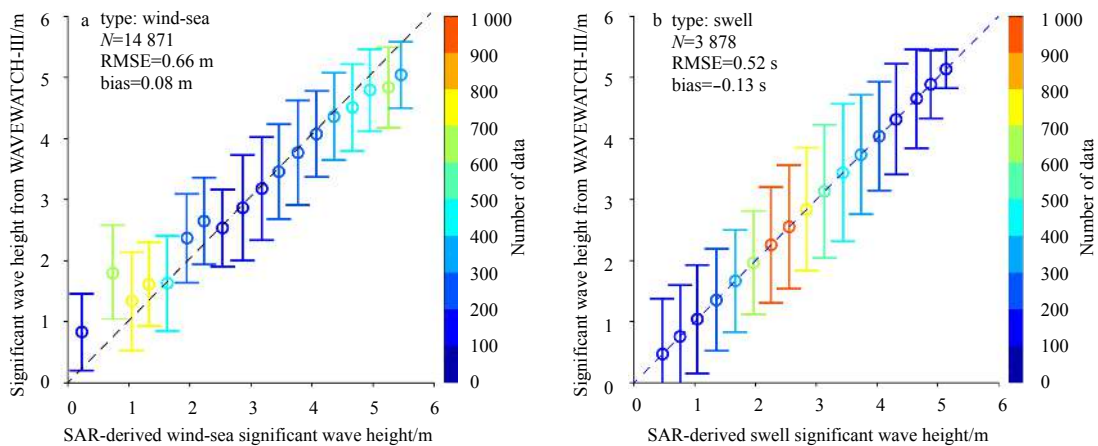 a type: wind-sea
N=14 871
RMSE=0.66 m
bias=0.08 m
Significant wave height from WAVEWATCH-III/m
6
5
4
3
2
1
0
0 1 2 3 4 5 6
SAR-derived wind-sea significant wave height/m
1 000
900
800
700
600
500
400
300
200
100
0
Number of data
b type: swell
N=3 878
RMSE=0.52 s
bias=−0.13 s
Significant wave height from WAVEWATCH-III/m
6
5
4
3
2
1
0
0 1 2 3 4 5 6
SAR-derived swell significant wave height/m
1 000
900
800
700
600
500
400
300
200
100
0
Number of data